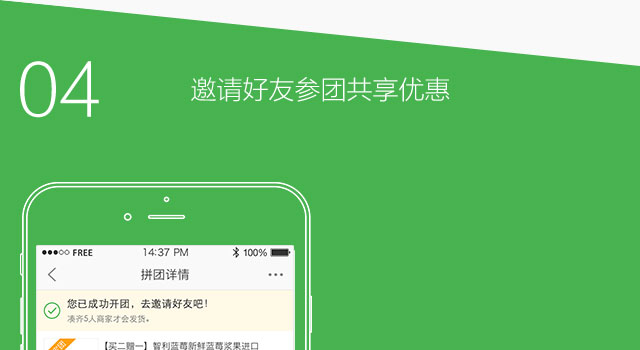 04
邀请好友参团共享优惠
●●●○○ FREE 14:37 PM 100%
拼团详情
您已成功开团，去邀请好友吧！
凑齐5人商家才会发货。
【买二赠一】智利蓝莓新鲜蓝莓浆果进口